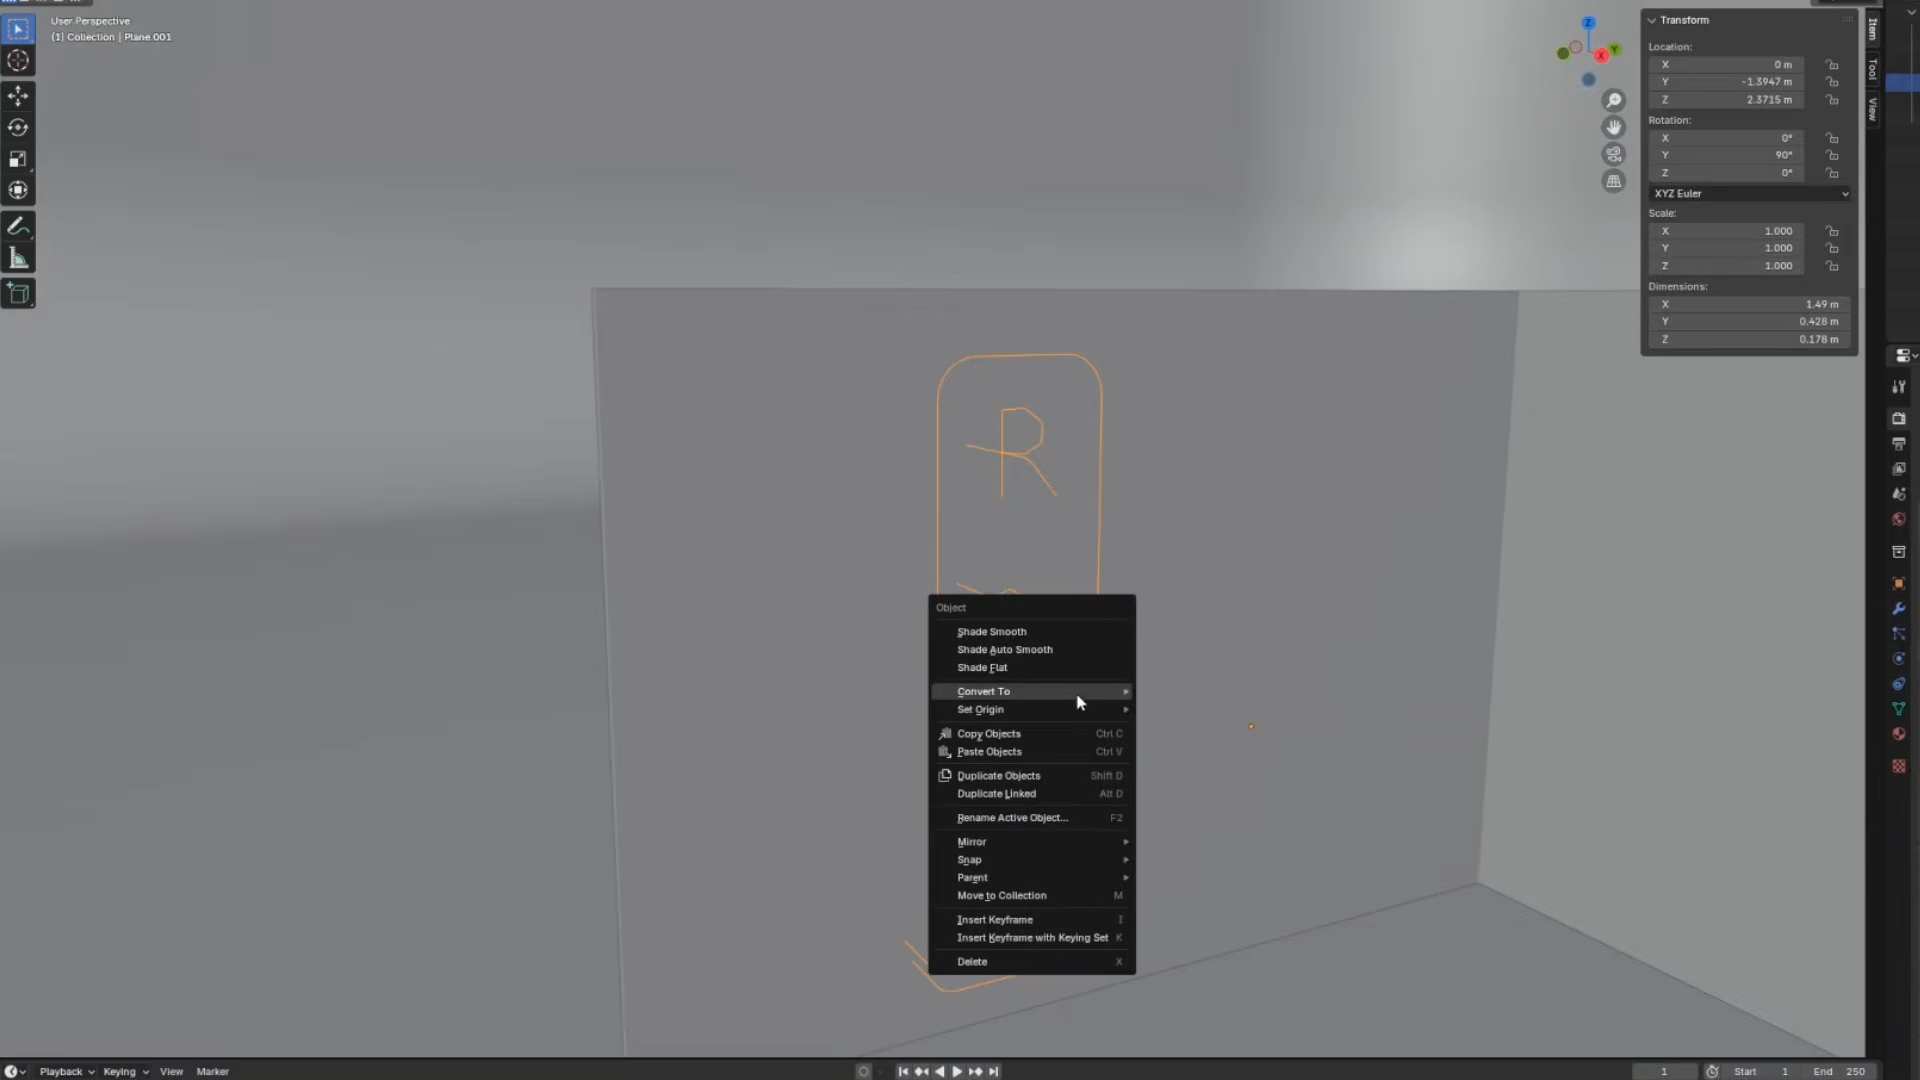 User Perspective
(1) Collection | Plane.001
R
Object
Shade Smooth
Shade Auto Smooth
Shade Flat
Convert To
Set Origin
Copy Objects Ctrl C
Paste Objects Ctrl V
Duplicate Objects Shift D
Duplicate Linked Alt D
Rename Active Object... F2
Mirror
Snap
Parent
Move to Collection M
Insert Keyframe I
Insert Keyframe with Keying Set K
Delete X
Z
Y
X
Transform
Location:
X 0 m
Y -1.3947 m
Z 2.3715 m
Rotation:
X 0°
Y 90°
Z 0°
XYZ Euler
Scale:
X 1.000
Y 1.000
Z 1.000
Dimensions:
X 1.49 m
Y 0.428 m
Z 0.178 m
Item
Tool
View
Playback Keying View Marker 1 Start 1 End 250